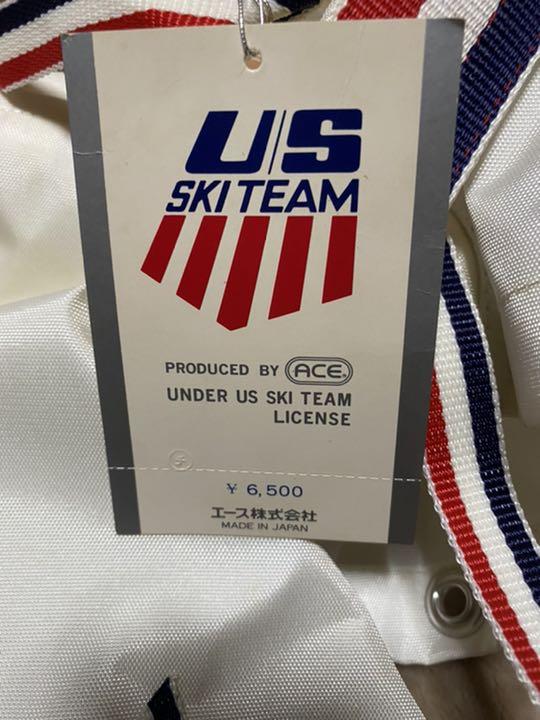 U/S
SKI TEAM
PRODUCED BY ACE
UNDER US SKI TEAM
LICENSE
¥ 6,500
エース株式会社
MADE IN JAPAN